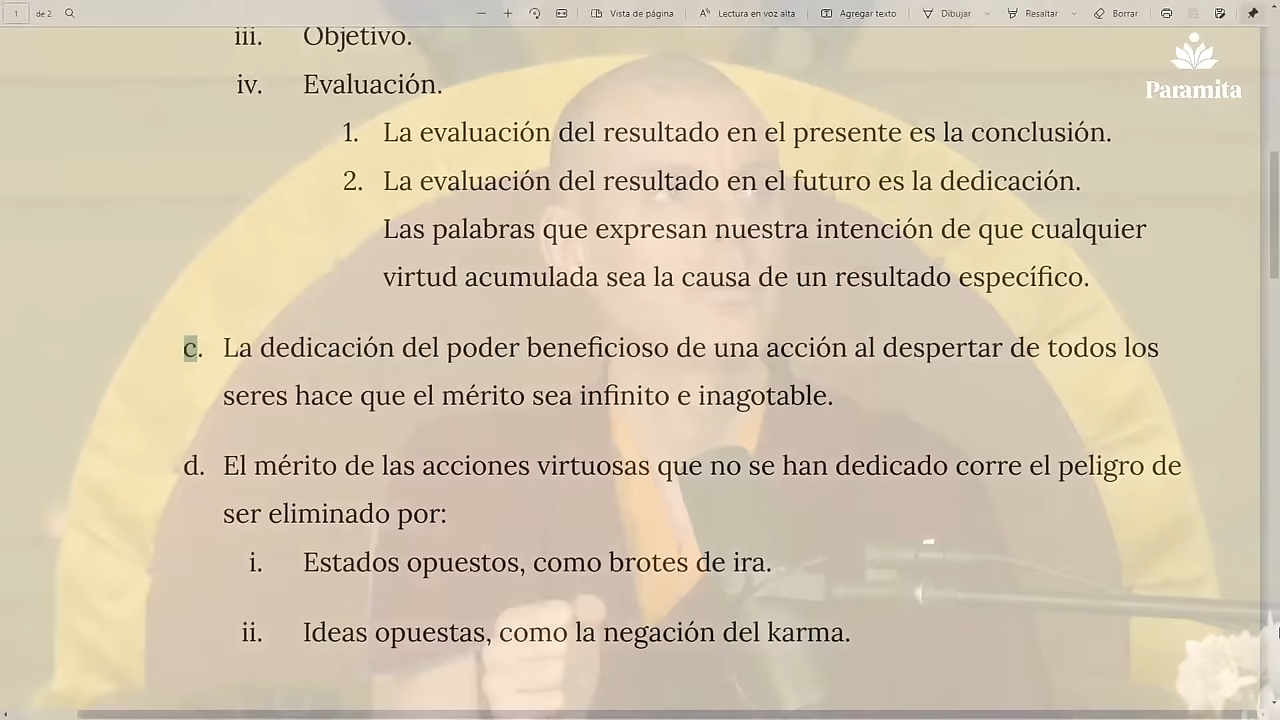 1 de 2 Vista de página Lectura en voz alta Agregar texto Dibujar Resaltar Borrar
Paramita
iii. Objetivo.
iv. Evaluación.
1. La evaluación del resultado en el presente es la conclusión.
2. La evaluación del resultado en el futuro es la dedicación.
Las palabras que expresan nuestra intención de que cualquier
virtud acumulada sea la causa de un resultado específico.
c. La dedicación del poder beneficioso de una acción al despertar de todos los
seres hace que el mérito sea infinito e inagotable.
d. El mérito de las acciones virtuosas que no se han dedicado corre el peligro de
ser eliminado por:
i. Estados opuestos, como brotes de ira.
ii. Ideas opuestas, como la negación del karma.